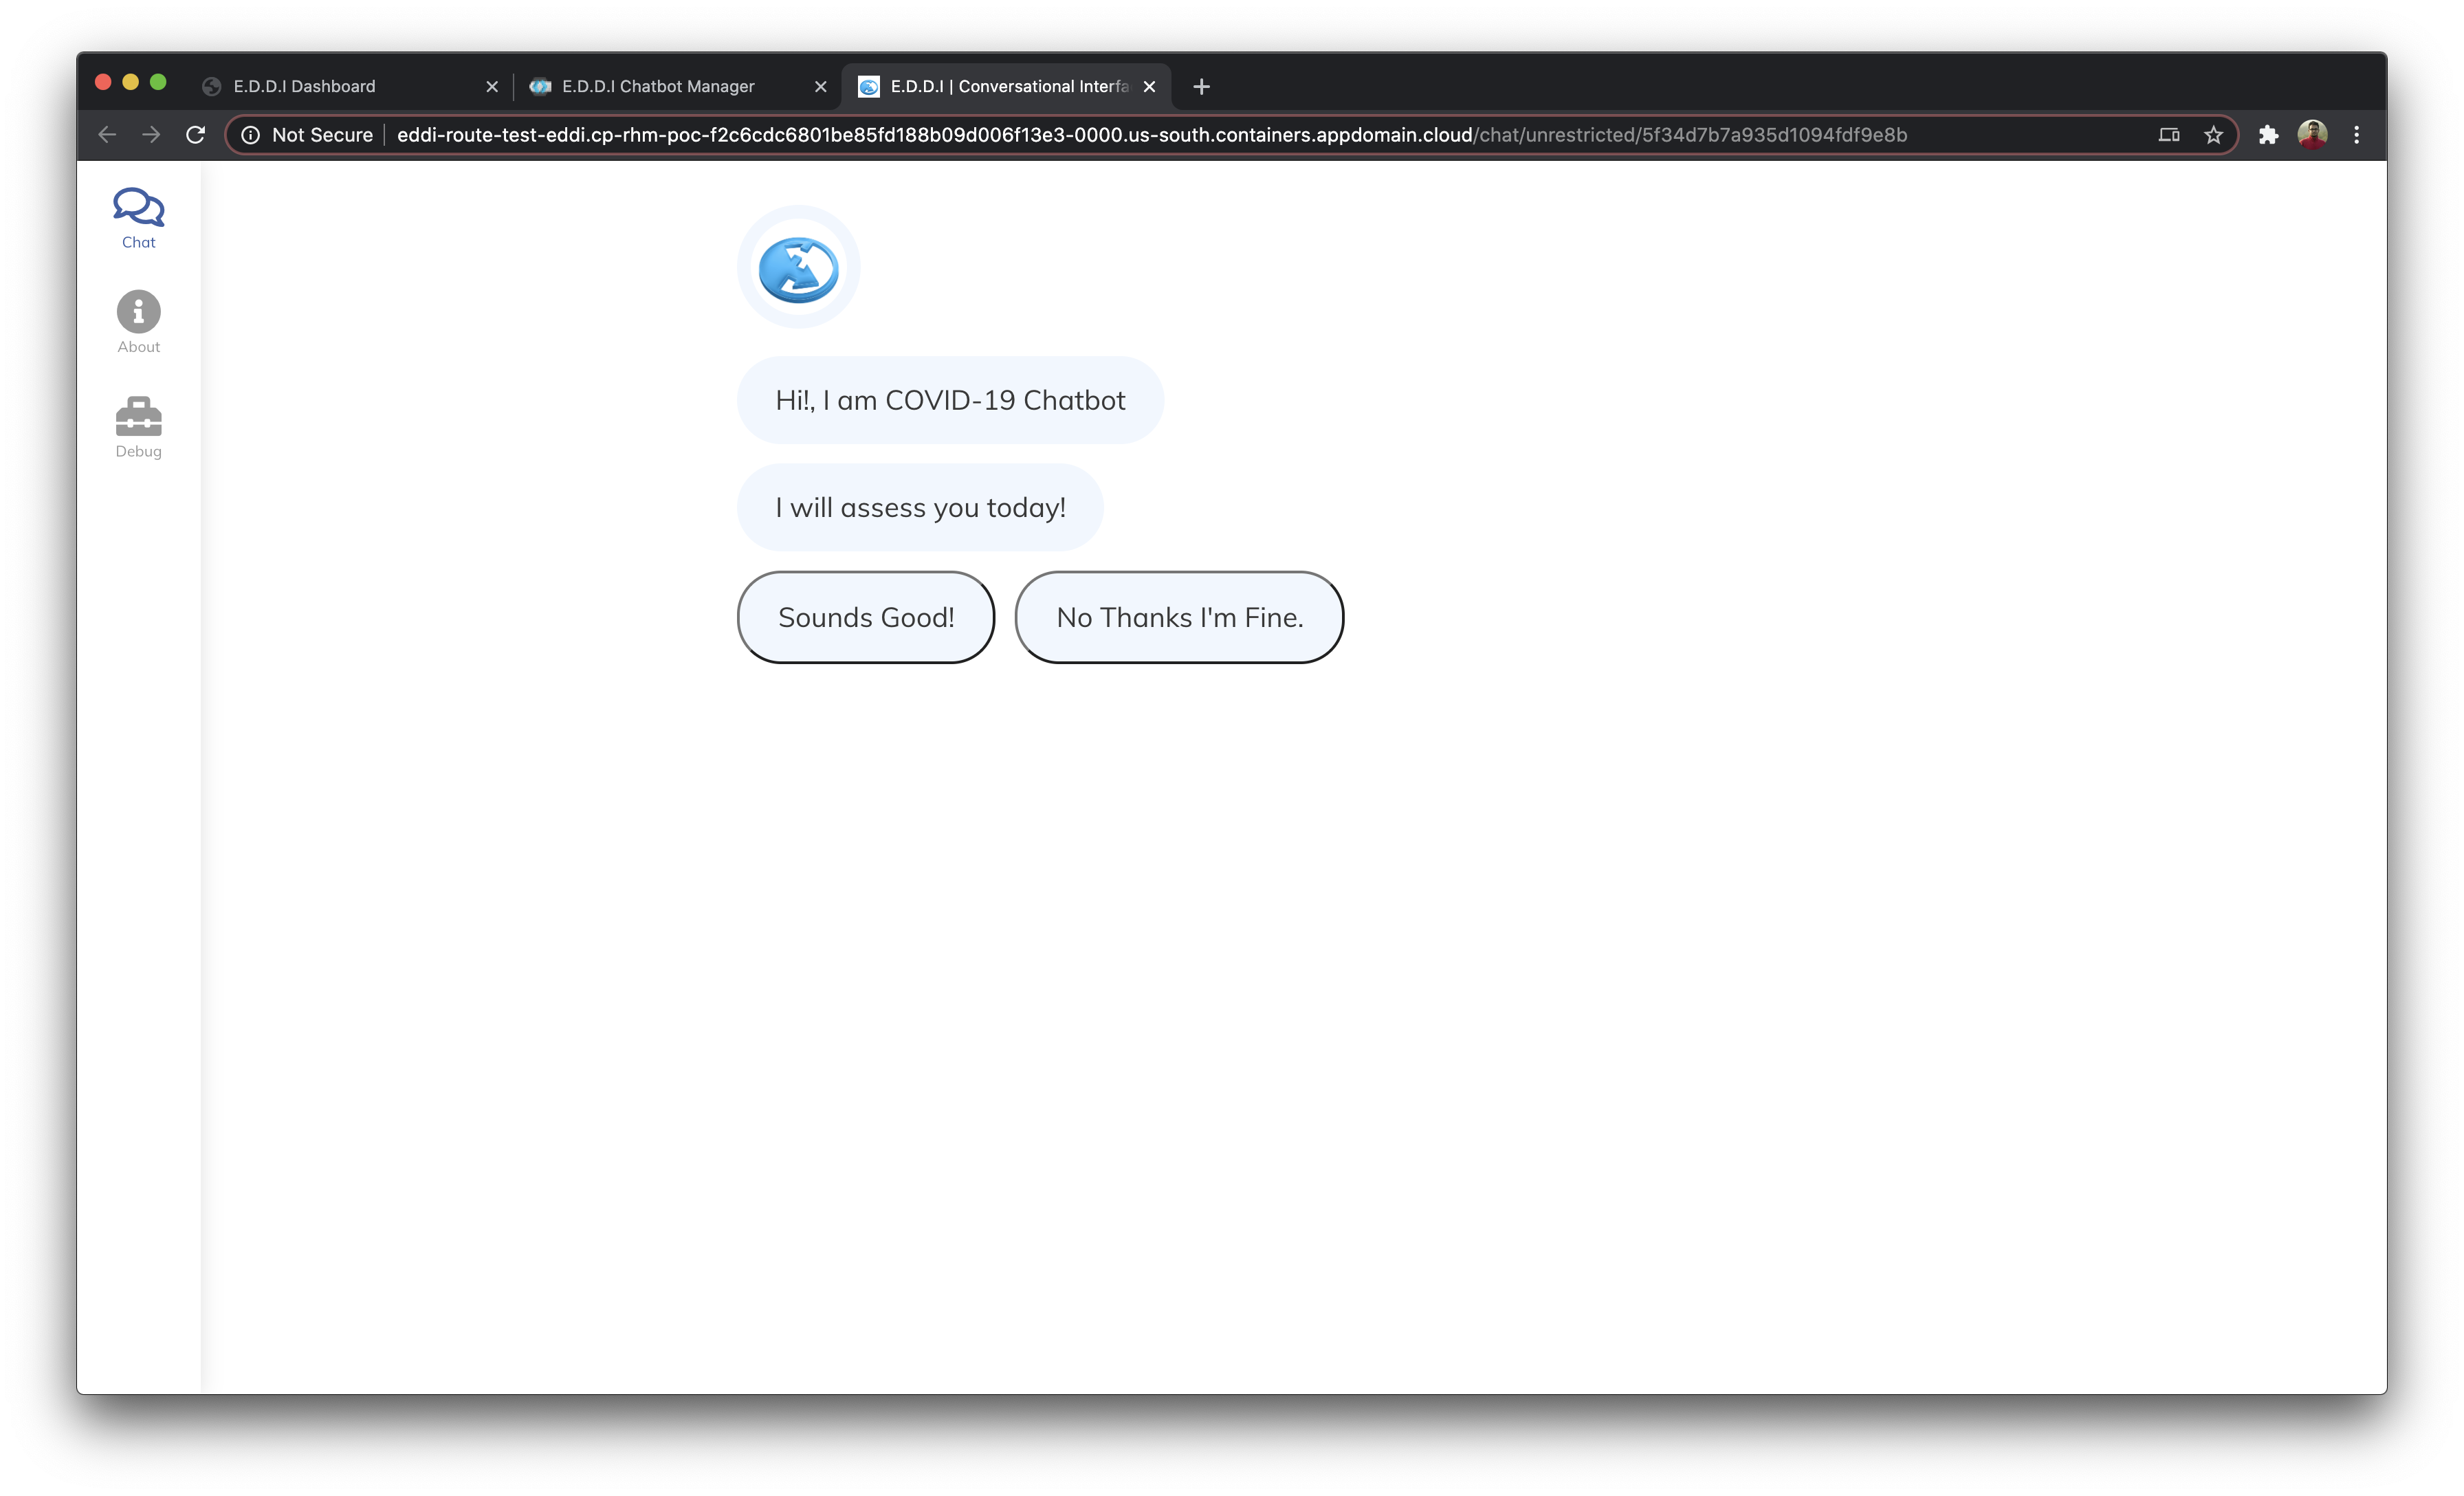 E.D.D.I Dashboard
E.D.D.I Chatbot Manager
E.D.D.I | Conversational Interfa
Not Secure
eddi-route-test-eddi.cp-rhm-poc-f2c6cdc6801be85fd188b09d006f13e3-0000.us-south.containers.appdomain.cloud/chat/unrestricted/5f34d7b7a935d1094fdf9e8b
Chat
About
Debug
Hi!, I am COVID-19 Chatbot
I will assess you today!
Sounds Good!
No Thanks I'm Fine.